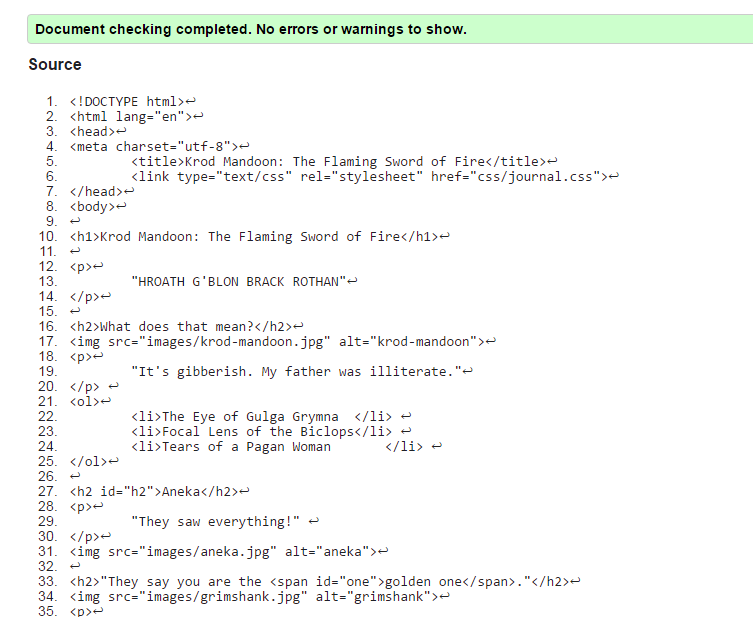 Document checking completed. No errors or warnings to show.
Source
1. <!DOCTYPE html>↩
2. <html lang="en">↩
3. <head>↩
4. <meta charset="utf-8">↩
5. <title>Krod Mandoon: The Flaming Sword of Fire</title>↩
6. <link type="text/css" rel="stylesheet" href="css/journal.css">↩
7. </head>↩
8. <body>↩
9. ↩
10. <h1>Krod Mandoon: The Flaming Sword of Fire</h1>↩
11. ↩
12. <p>↩
13. "HROATH G'BLON BRACK ROTHAN"↩
14. </p>↩
15. ↩
16. <h2>What does that mean?</h2>↩
17. <img src="images/krod-mandoon.jpg" alt="krod-mandoon">↩
18. <p>↩
19. "It's gibberish. My father was illiterate."↩
20. </p> ↩
21. <ol>↩
22. <li>The Eye of Gulga Grymna  </li> ↩
23. <li>Focal Lens of the Biclops</li> ↩
24. <li>Tears of a Pagan Woman       </li> ↩
25. </ol>↩
26. ↩
27. <h2 id="h2">Aneka</h2>↩
28. <p>↩
29. "They saw everything!" ↩
30. </p>↩
31. <img src="images/aneka.jpg" alt="aneka">↩
32. ↩
33. <h2>"They say you are the <span id="one">golden one</span>."</h2>↩
34. <img src="images/grimshank.jpg" alt="grimshank">↩
35. <p>↩